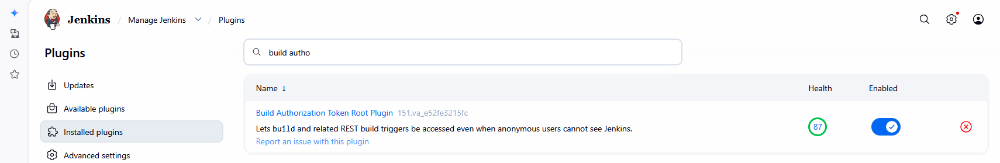 Jenkins / Manage Jenkins / Plugins
Plugins
build autho
Updates
Available plugins
Installed plugins
Advanced settings
Name ↓ Health Enabled
Build Authorization Token Root Plugin 151.va_e52fe3215fc
Lets build and related REST build triggers be accessed even when anonymous users cannot see Jenkins.
Report an issue with this plugin
87